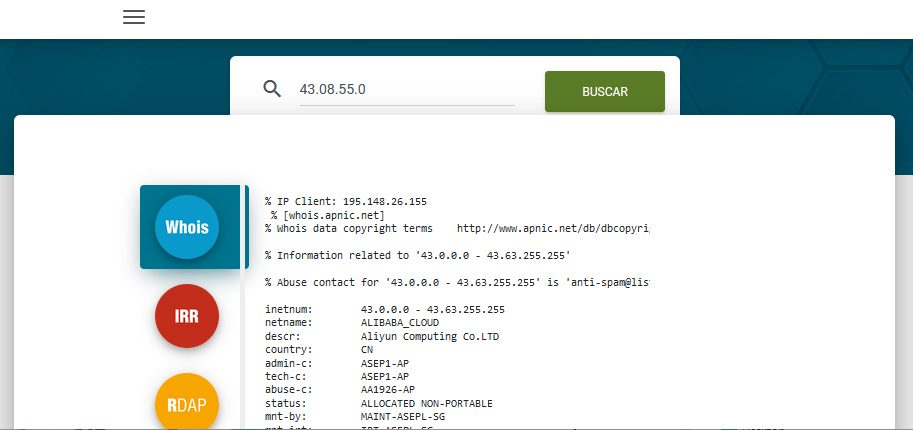 43.08.55.0
BUSCAR
Whois
IRR
RDAP
% IP Client: 195.148.26.155
% [whois.apnic.net]
% Whois data copyright terms    http://www.apnic.net/db/dbcopyri
% Information related to '43.0.0.0 - 43.63.255.255'
% Abuse contact for '43.0.0.0 - 43.63.255.255' is 'anti-spam@lis
inetnum:        43.0.0.0 - 43.63.255.255
netname:        ALIBABA_CLOUD
descr:          Aliyun Computing Co.LTD
country:        CN
admin-c:        ASEP1-AP
tech-c:         ASEP1-AP
abuse-c:        AA1926-AP
status:         ALLOCATED NON-PORTABLE
mnt-by:         MAINT-ASEPL-SG